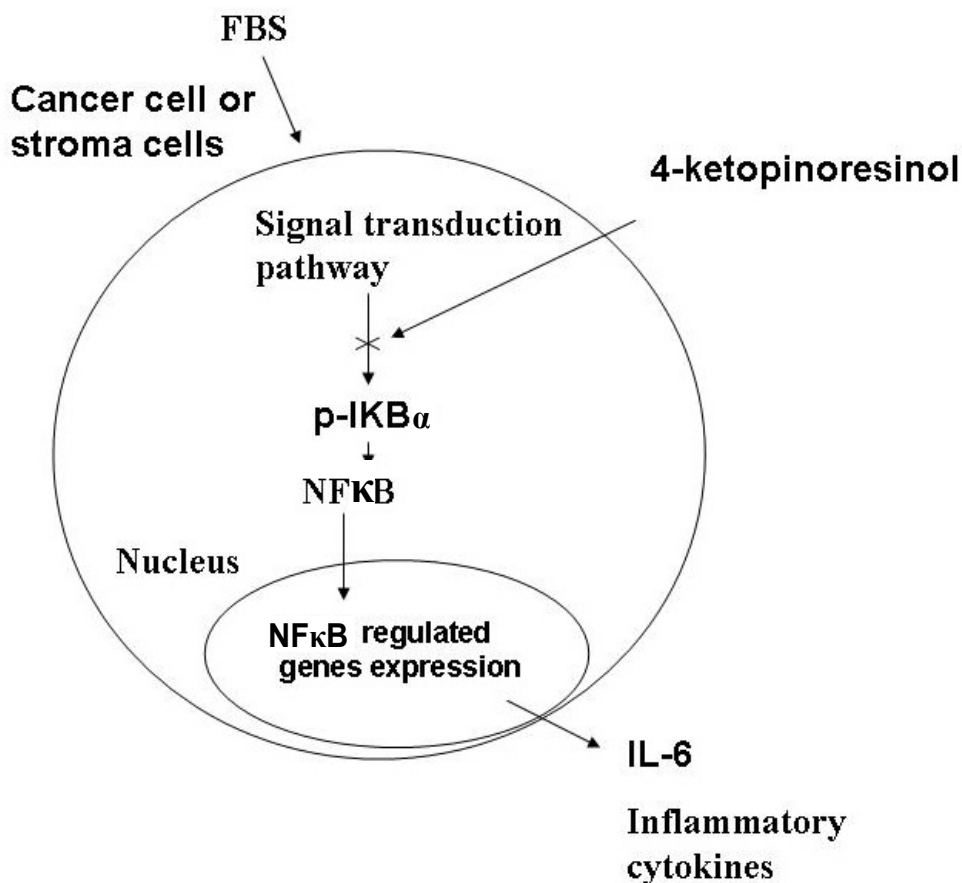 FBS
Cancer cell or
stroma cells
4-ketopinoresinol
Signal transduction
pathway
p-IKBα
NFκB
Nucleus
NFκB regulated
genes expression
IL-6
Inflammatory
cytokines